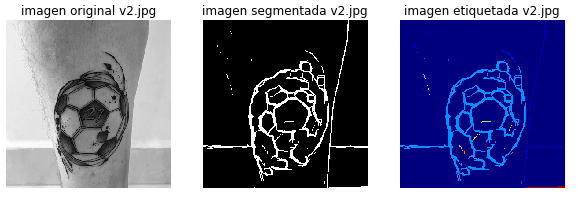 imagen original v2.jpg
imagen segmentada v2.jpg
imagen etiquetada v2.jpg